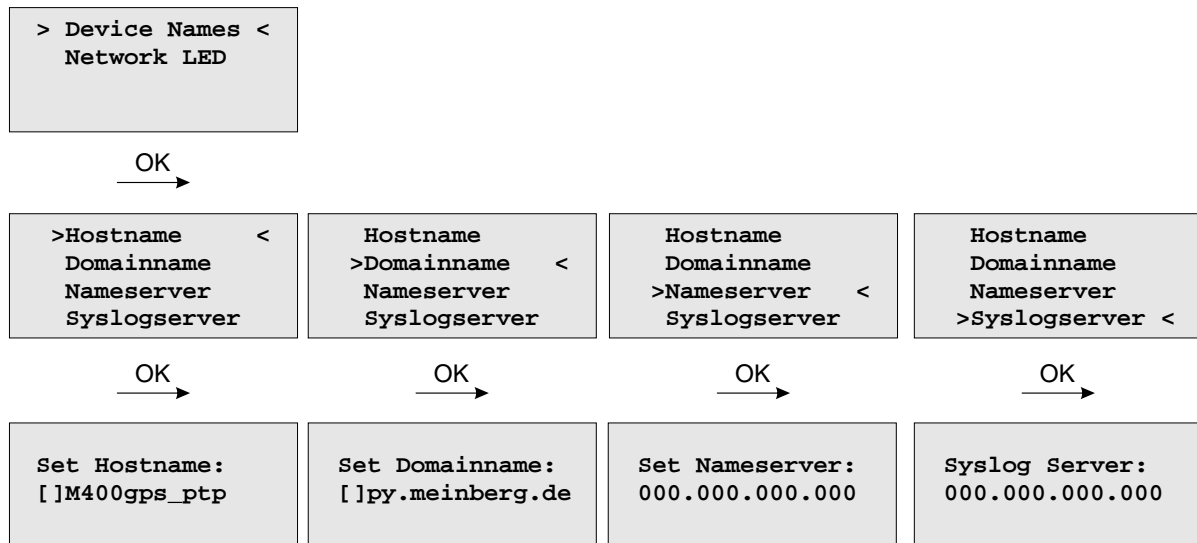 > Device Names <
Network LED
OK
>Hostname <
Domainname
Nameserver
Syslogserver
Hostname
>Domainname <
Nameserver
Syslogserver
Hostname
Domainname
>Nameserver <
Syslogserver
Hostname
Domainname
Nameserver
>Syslogserver <
OK
OK
OK
OK
Set Hostname:
[]M400gps_ptp
Set Domainname:
[]py.meinberg.de
Set Nameserver:
000.000.000.000
Syslog Server:
000.000.000.000